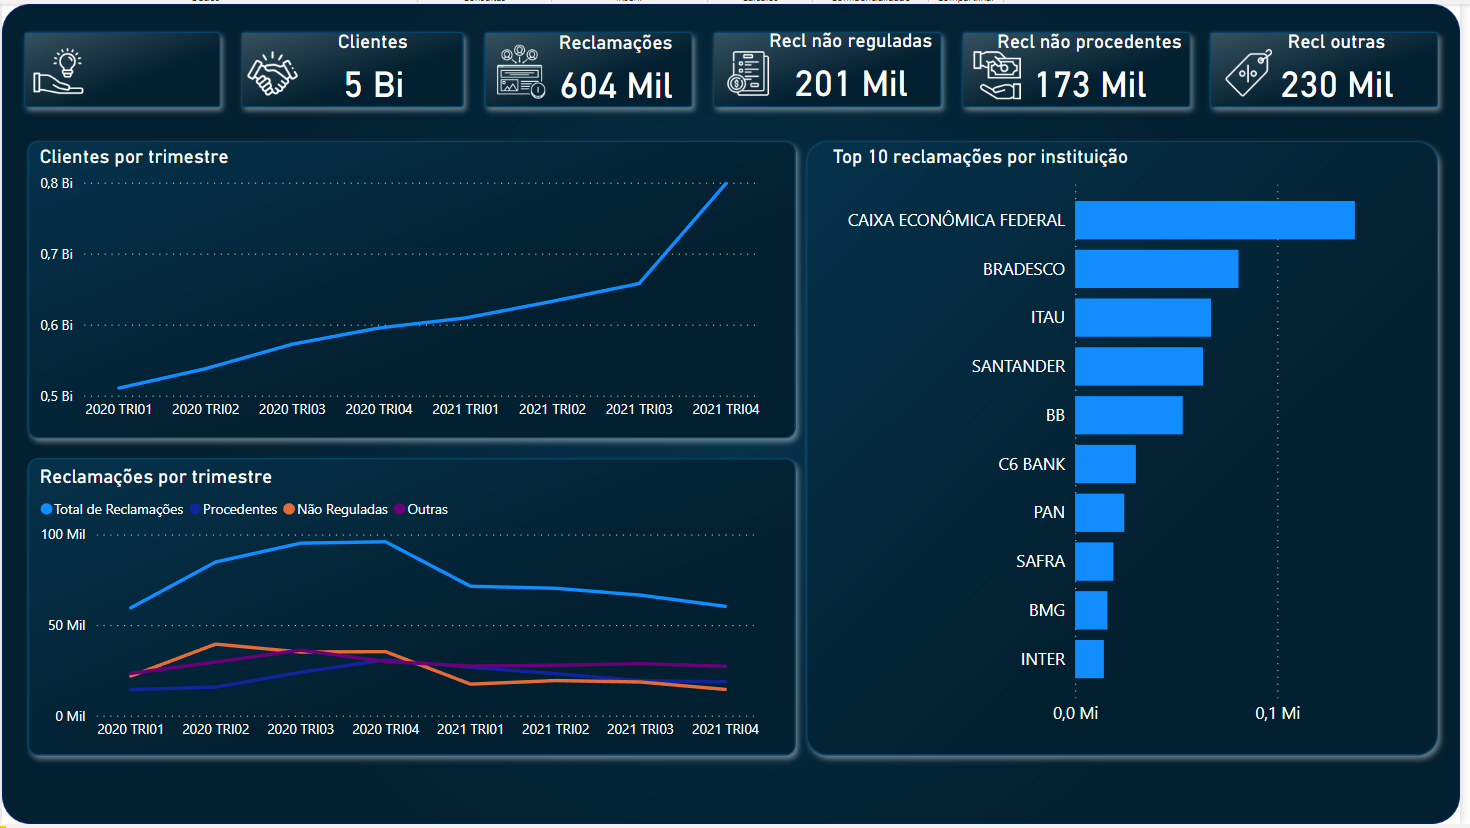 Clientes
5 Bi
Reclamações
604 Mil
Recl não reguladas
201 Mil
Recl não procedentes
173 Mil
Recl outras
230 Mil
Clientes por trimestre
0,8 Bi
0,7 Bi
0,6 Bi
0,5 Bi
2020 TRI01 2020 TRI02 2020 TRI03 2020 TRI04 2021 TRI01 2021 TRI02 2021 TRI03 2021 TRI04
Reclamações por trimestre
Total de Reclamações Procedentes Não Reguladas Outras
100 Mil
50 Mil
0 Mil
2020 TRI01 2020 TRI02 2020 TRI03 2020 TRI04 2021 TRI01 2021 TRI02 2021 TRI03 2021 TRI04
Top 10 reclamações por instituição
CAIXA ECONÔMICA FEDERAL
BRADESCO
ITAU
SANTANDER
BB
C6 BANK
PAN
SAFRA
BMG
INTER
0,0 Mi 0,1 Mi